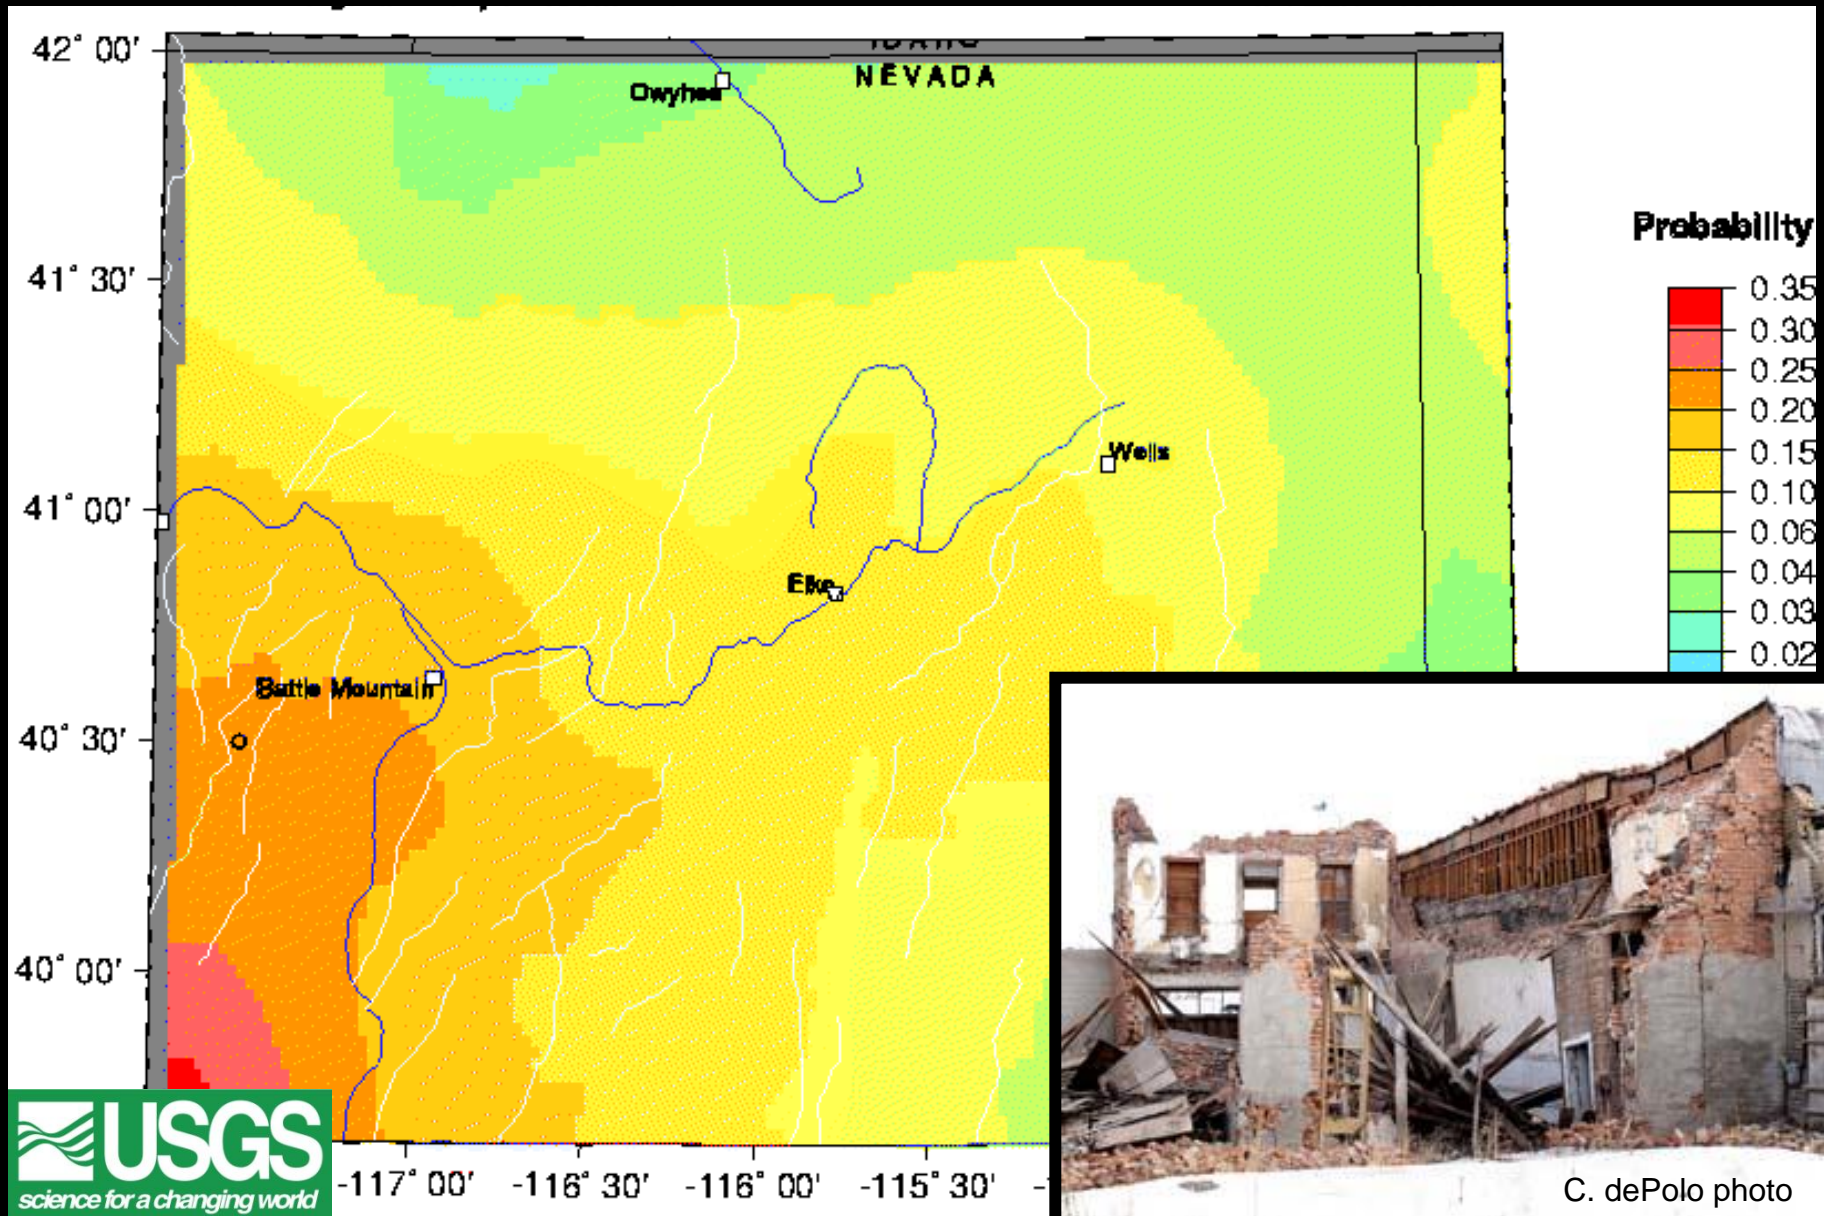 42° 00'
NEVADA
Owyhee
Probability
41° 30'
0.35
0.30
0.25
0.20
0.15
0.10
0.06
0.04
0.03
0.02
Wells
41° 00'
Elko
Battle Mountain
40° 30'
40° 00'
USGS
science for a changing world
-117° 00' -116° 30' -116° 00' -115° 30'
C. dePolo photo